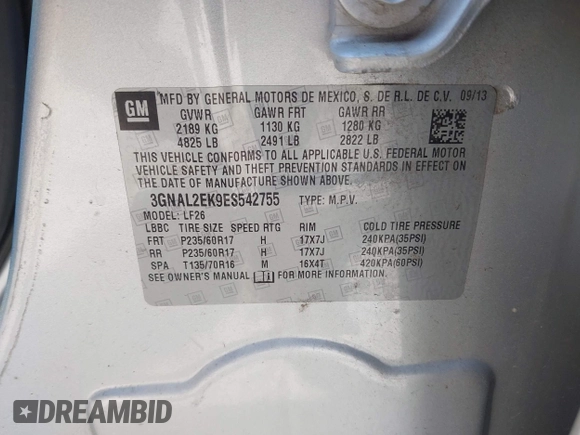 GM
MFD BY GENERAL MOTORS DE MEXICO, S. DE R.L. DE C.V. 09/13
GVWR GAWR FRT GAWR RR
2189 KG 1130 KG 1280 KG
4825 LB 2491 LB 2822 LB
THIS VEHICLE CONFORMS TO ALL APPLICABLE U.S. FEDERAL MOTOR
VEHICLE SAFETY AND THEFT PREVENTION STANDARDS IN EFFECT ON
THE DATE OF MANUFACTURE SHOWN ABOVE.
3GNAL2EK9ES542755 TYPE: M.P.V.
MODEL: LF26
LBBC TIRE SIZE SPEED RTG RIM COLD TIRE PRESSURE
FRT P235/60R17 H 17X7J 240KPA(35PSI)
RR P235/60R17 H 17X7J 240KPA(35PSI)
SPA T135/70R16 M 16X4T 420KPA(60PSI)
SEE OWNER'S MANUAL FOR MORE INFORMATION.
DREAMBID